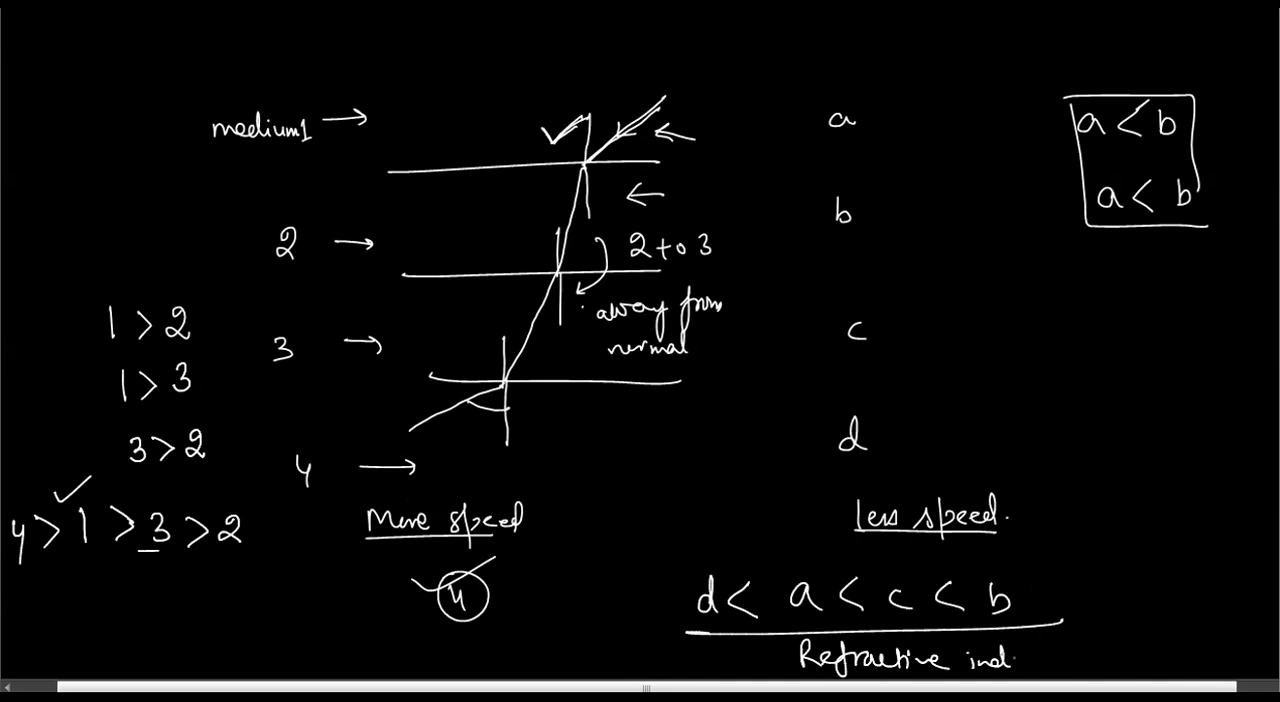 medium1 →
a
a < b
a < b
b
2 →
2 to 3
away from
normal
1 > 2
3 →
c
1 > 3
3 > 2
d
4 →
4 > 1 > 3 > 2
More speed
less speed.
4
d < a < c < b
Refractive ind.